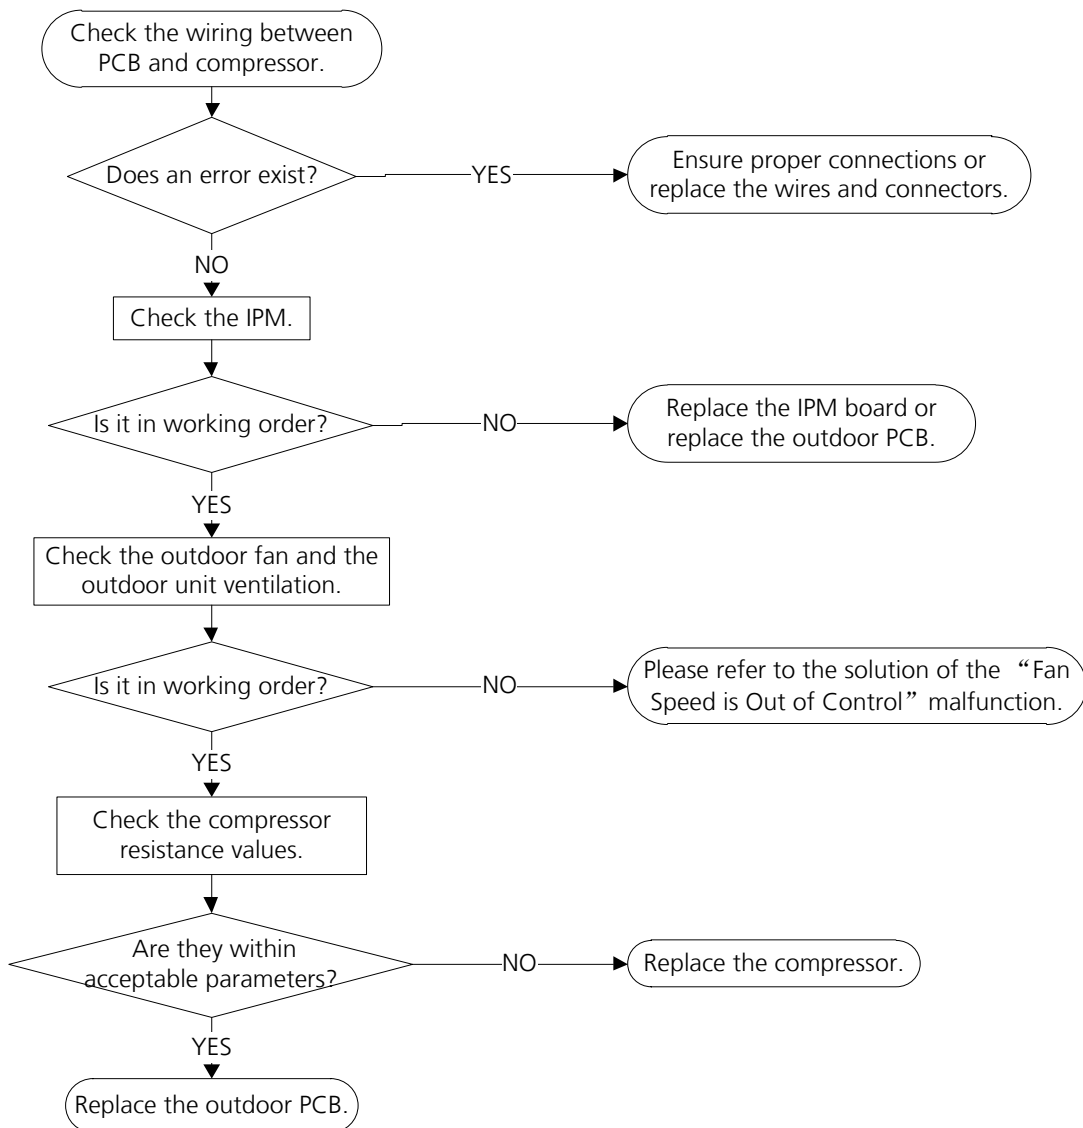 Check the wiring between
PCB and compressor.
Does an error exist?
YES
Ensure proper connections or
replace the wires and connectors.
NO
Check the IPM.
Is it in working order?
NO
Replace the IPM board or
replace the outdoor PCB.
YES
Check the outdoor fan and the
outdoor unit ventilation.
Is it in working order?
NO
Please refer to the solution of the “Fan
Speed is Out of Control” malfunction.
YES
Check the compressor
resistance values.
Are they within
acceptable parameters?
NO
Replace the compressor.
YES
Replace the outdoor PCB.